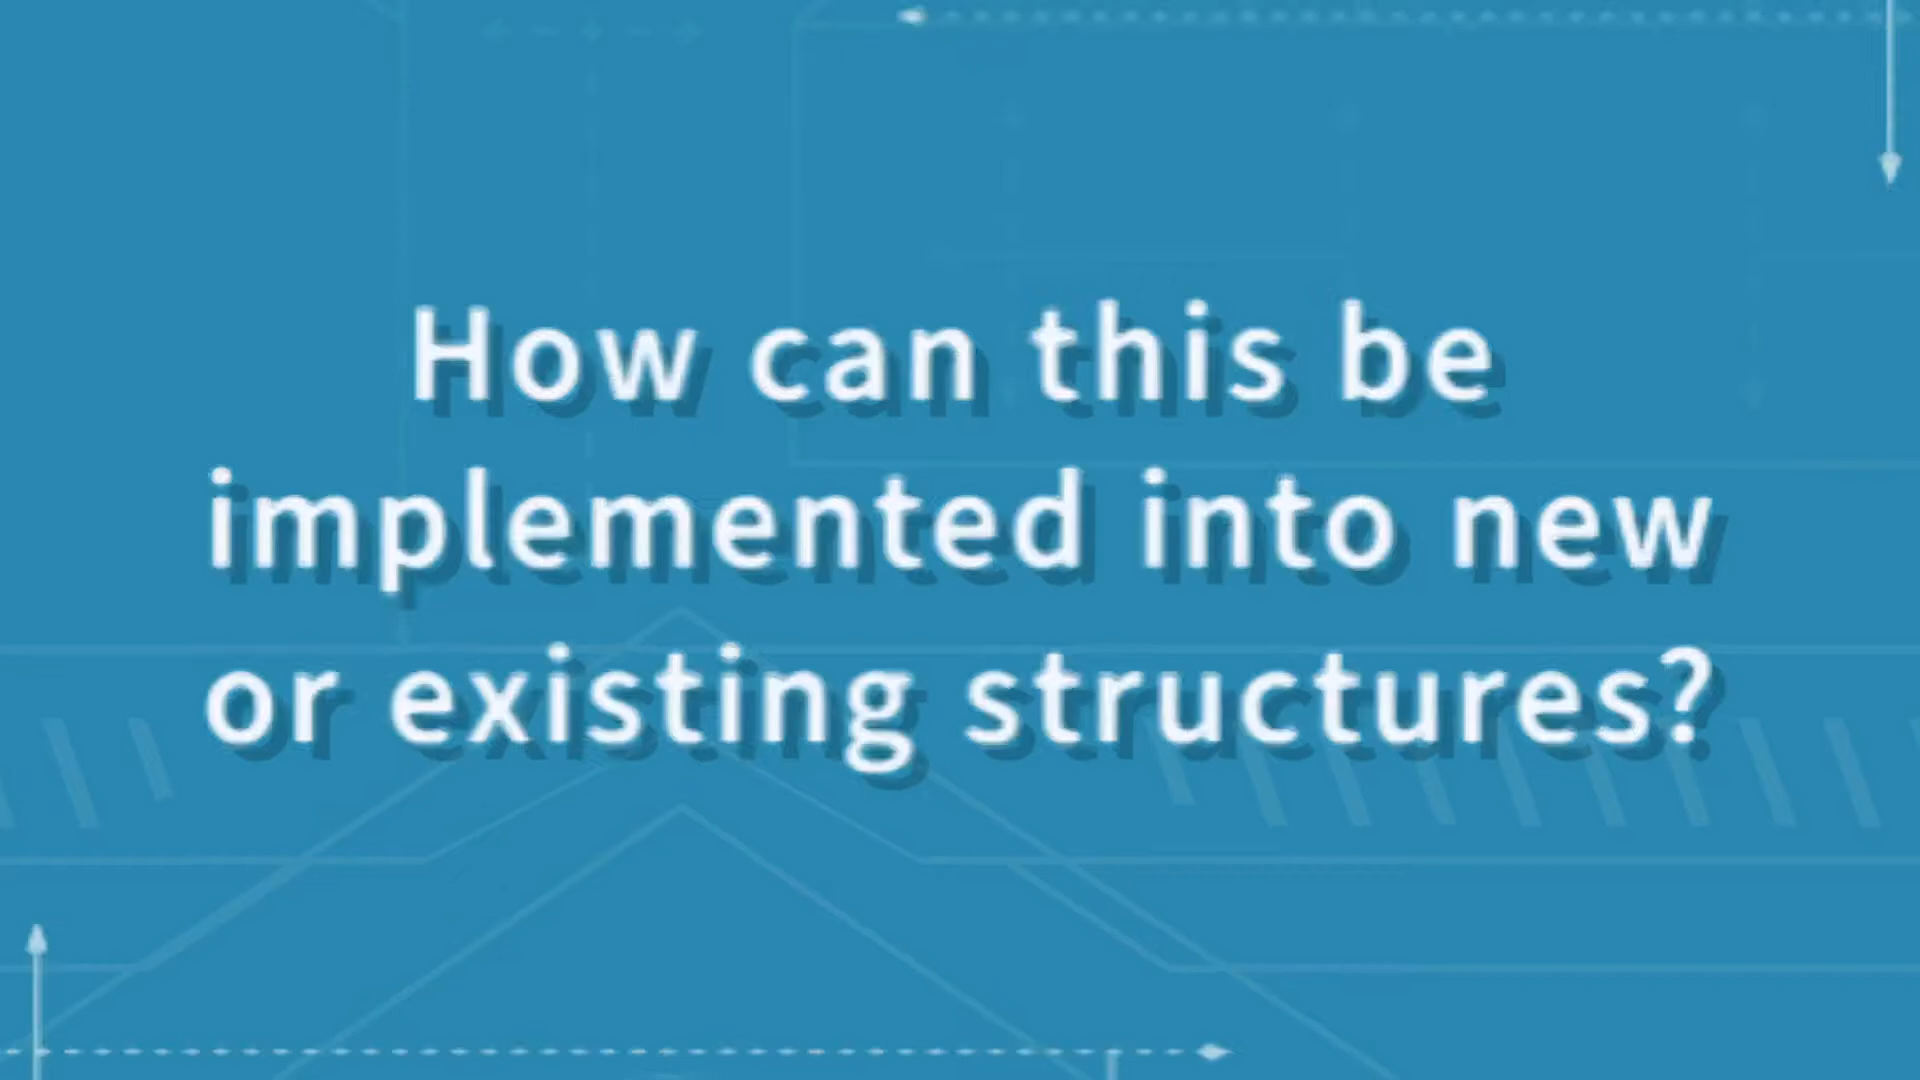 How can this be
implemented into new
or existing structures?